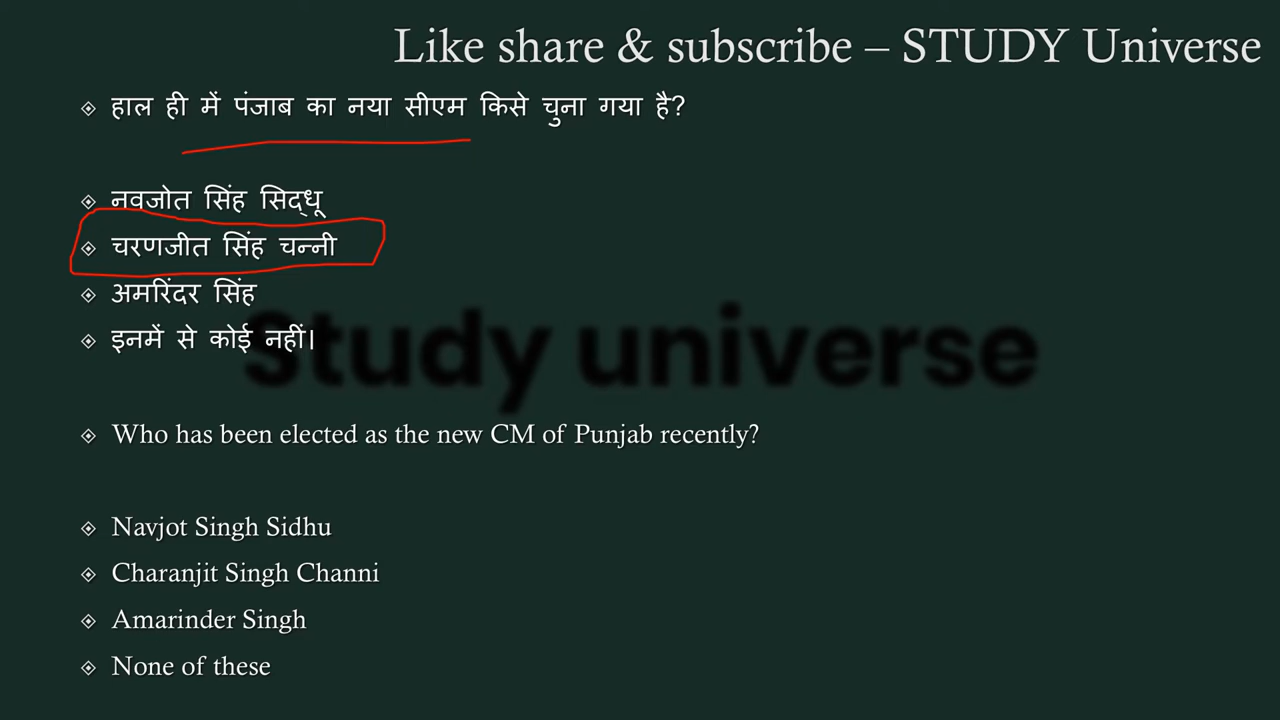 Like share & subscribe – STUDY Universe
हाल ही में पंजाब का नया सीएम किसे चुना गया है?
नवजोत सिंह सिद्धू
चरणजीत सिंह चन्नी
अमरिंदर सिंह
इनमें से कोई नहीं।
Study universe
Who has been elected as the new CM of Punjab recently?
Navjot Singh Sidhu
Charanjit Singh Channi
Amarinder Singh
None of these